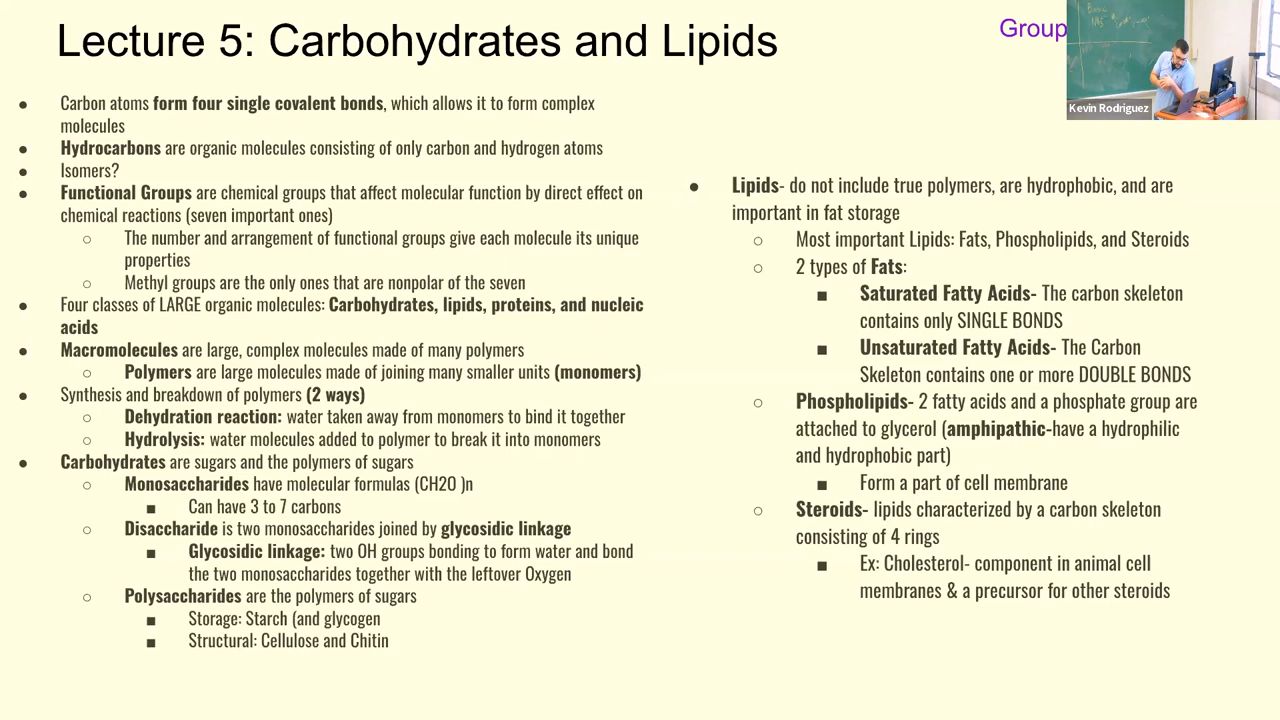 Lecture 5: Carbohydrates and Lipids
Group
Kevin Rodriguez
● Carbon atoms form four single covalent bonds, which allows it to form complex
molecules
● Hydrocarbons are organic molecules consisting of only carbon and hydrogen atoms
● Isomers?
● Functional Groups are chemical groups that affect molecular function by direct effect on
chemical reactions (seven important ones)
○ The number and arrangement of functional groups give each molecule its unique
properties
○ Methyl groups are the only ones that are nonpolar of the seven
● Four classes of LARGE organic molecules: Carbohydrates, lipids, proteins, and nucleic
acids
● Macromolecules are large, complex molecules made of many polymers
○ Polymers are large molecules made of joining many smaller units (monomers)
● Synthesis and breakdown of polymers (2 ways)
○ Dehydration reaction: water taken away from monomers to bind it together
○ Hydrolysis: water molecules added to polymer to break it into monomers
● Carbohydrates are sugars and the polymers of sugars
○ Monosaccharides have molecular formulas (CH2O )n
■ Can have 3 to 7 carbons
○ Disaccharide is two monosaccharides joined by glycosidic linkage
■ Glycosidic linkage: two OH groups bonding to form water and bond
the two monosaccharides together with the leftover Oxygen
○ Polysaccharides are the polymers of sugars
■ Storage: Starch (and glycogen
■ Structural: Cellulose and Chitin
● Lipids- do not include true polymers, are hydrophobic, and are
important in fat storage
○ Most important Lipids: Fats, Phospholipids, and Steroids
○ 2 types of Fats:
■ Saturated Fatty Acids- The carbon skeleton
contains only SINGLE BONDS
■ Unsaturated Fatty Acids- The Carbon
Skeleton contains one or more DOUBLE BONDS
○ Phospholipids- 2 fatty acids and a phosphate group are
attached to glycerol (amphipathic-have a hydrophilic
and hydrophobic part)
■ Form a part of cell membrane
○ Steroids- lipids characterized by a carbon skeleton
consisting of 4 rings
■ Ex: Cholesterol- component in animal cell
membranes & a precursor for other steroids